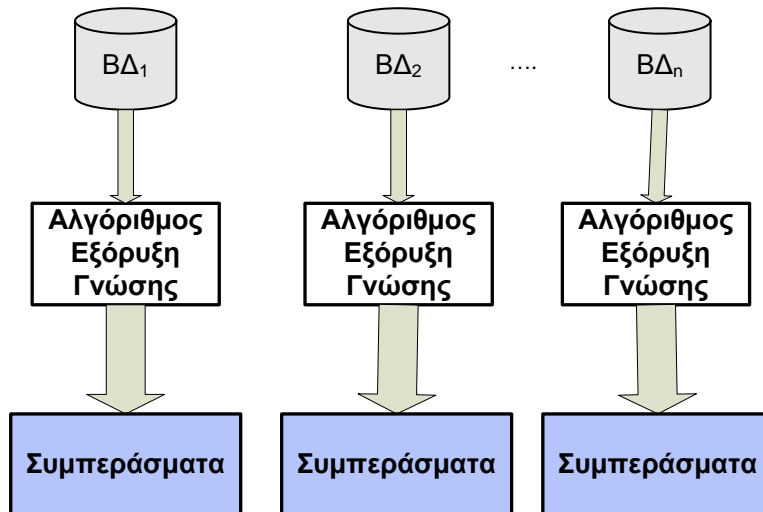 ΒΔ₁
ΒΔ₂
....
ΒΔₙ
Αλγόριθμος
Εξόρυξη
Γνώσης
Αλγόριθμος
Εξόρυξη
Γνώσης
Αλγόριθμος
Εξόρυξη
Γνώσης
Συμπεράσματα
Συμπεράσματα
Συμπεράσματα